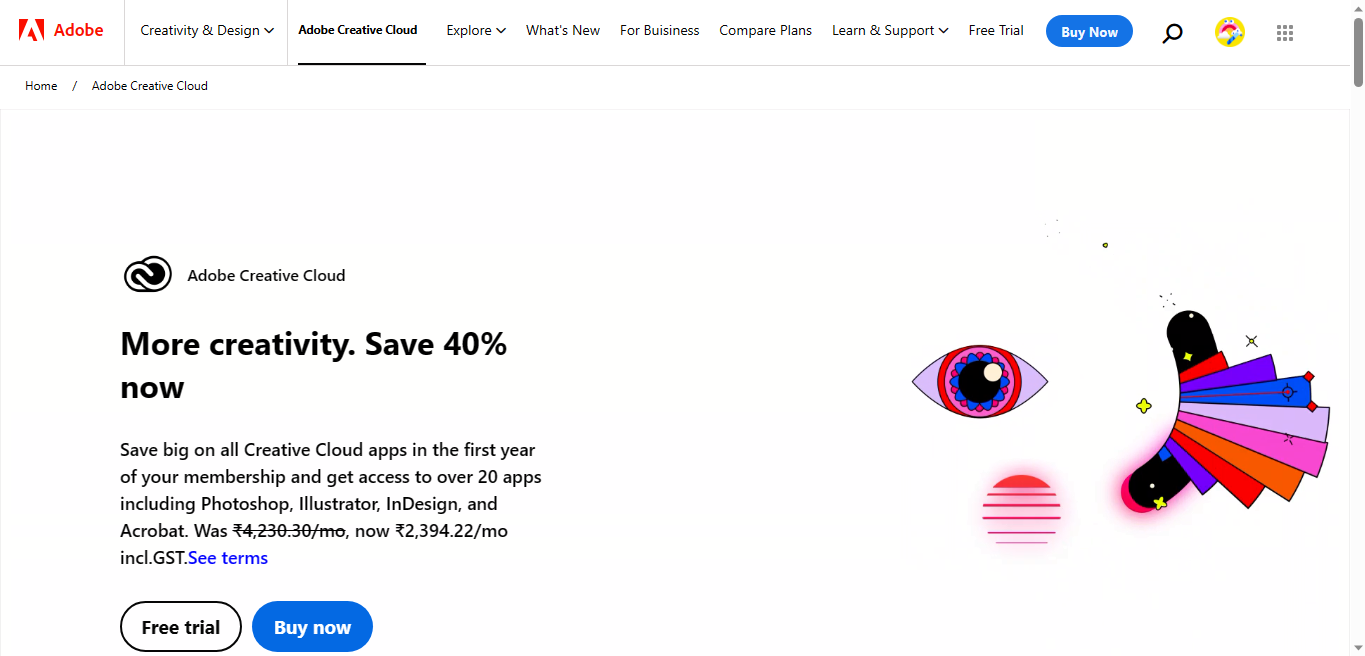 Adobe
Creativity & Design
Adobe Creative Cloud
Explore
What's New
For Buisiness
Compare Plans
Learn & Support
Free Trial
Buy Now
Home / Adobe Creative Cloud
Adobe Creative Cloud
More creativity. Save 40%
now
Save big on all Creative Cloud apps in the first year
of your membership and get access to over 20 apps
including Photoshop, Illustrator, InDesign, and
Acrobat. Was ₹4,230.30/mo, now ₹2,394.22/mo
incl.GST.See terms
Free trial
Buy now